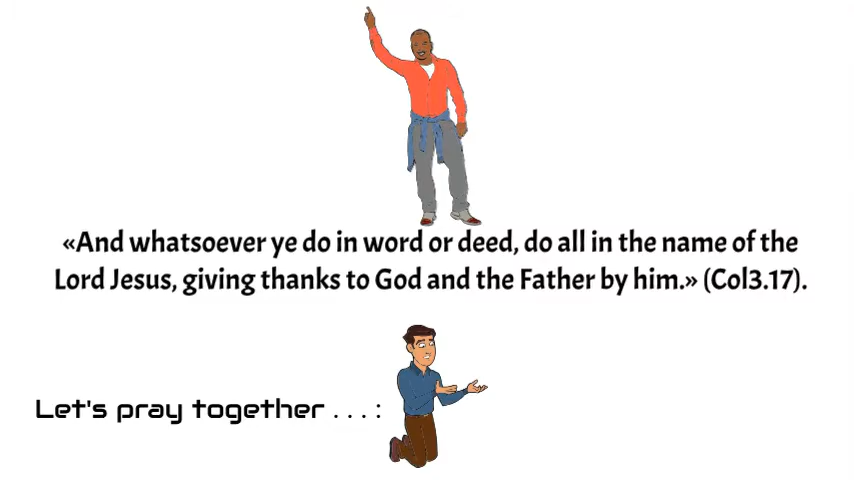 «And whatsoever ye do in word or deed, do all in the name of the
Lord Jesus, giving thanks to God and the Father by him.» (Col3.17).
Let's pray together . . . :